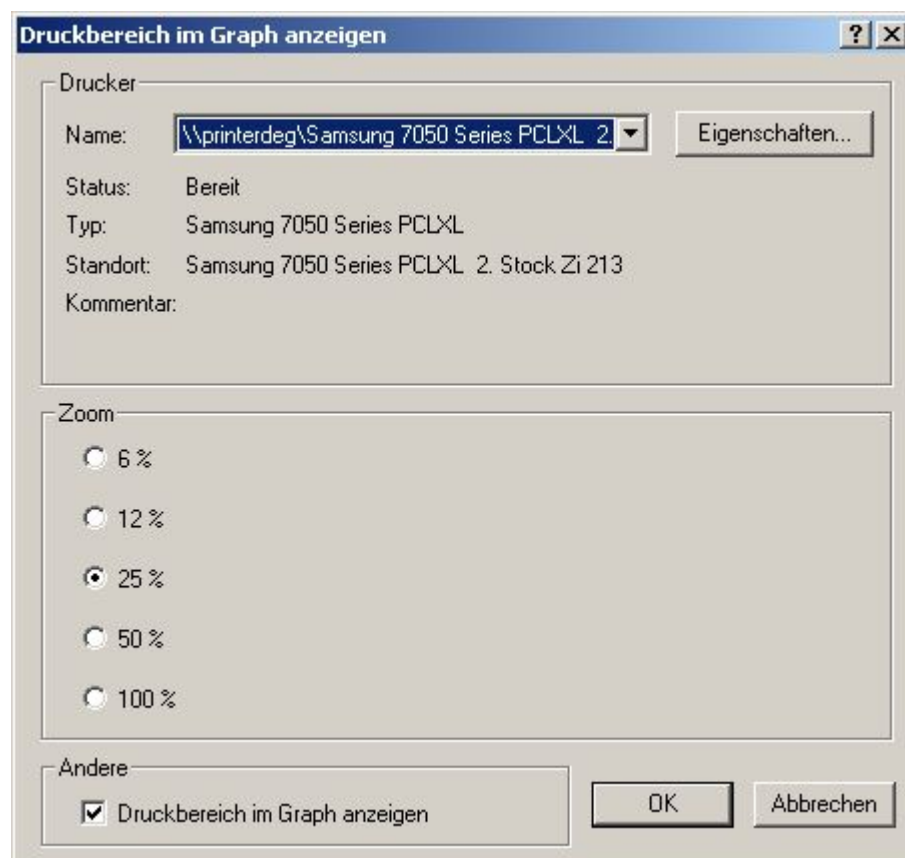 Druckbereich im Graph anzeigen
Drucker
Name: \\printerdeg\Samsung 7050 Series PCLXL 2. Eigenschaften...
Status: Bereit
Typ: Samsung 7050 Series PCLXL
Standort: Samsung 7050 Series PCLXL 2. Stock Zi 213
Kommentar:
Zoom
6 %
12 %
25 %
50 %
100 %
Andere
Druckbereich im Graph anzeigen
OK Abbrechen